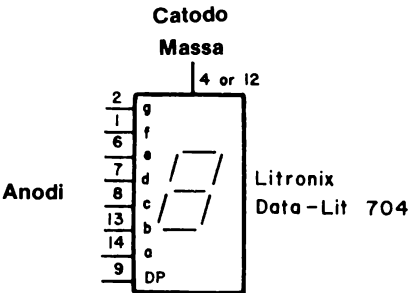 Catodo
Massa
4 or 12
2 g
1 f
6 e
7 d
8 c
13 b
14 a
9 DP
Anodi
Litronix
Data-Lit 704